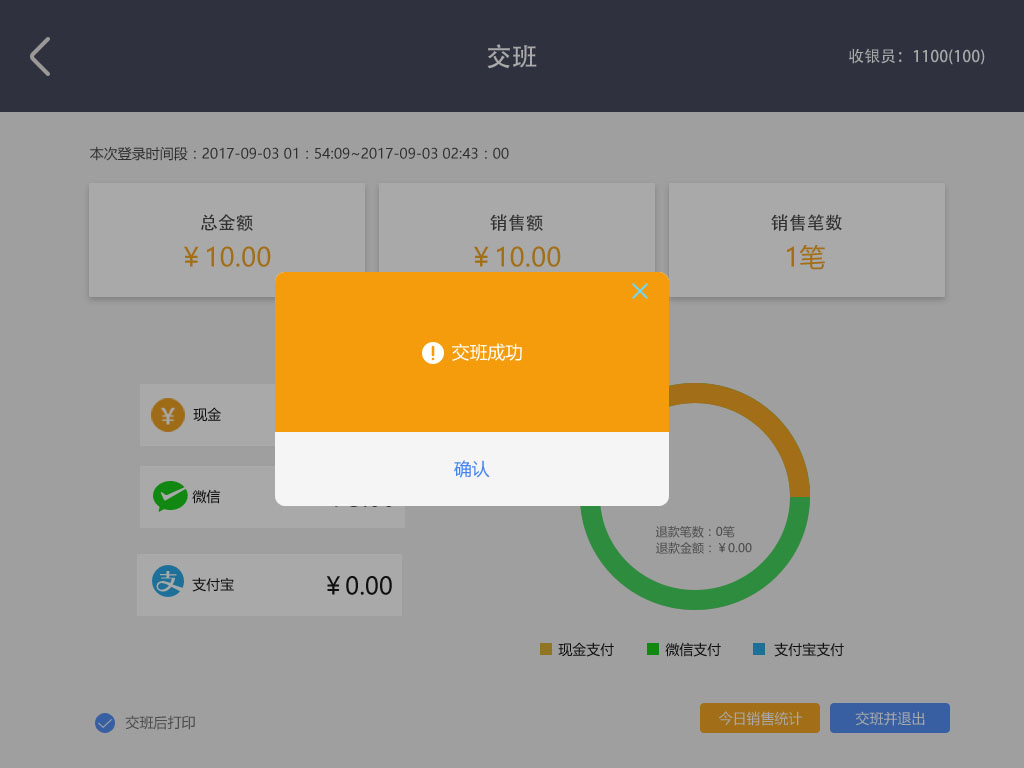 交班
收银员：1100(100)
本次登录时间段：2017-09-03 01：54:09~2017-09-03 02:43：00
总金额
¥ 10.00
销售额
¥ 10.00
销售笔数
1笔
交班成功
确认
现金
微信
支付宝
¥ 0.00
退款笔数：0笔
退款金额：¥ 0.00
现金支付
微信支付
支付宝支付
交班后打印
今日销售统计
交班并退出